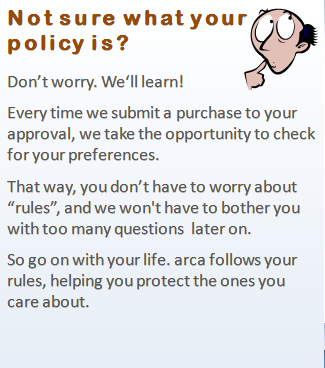 Not sure what your
policy is?
Don’t worry. We‘ll learn!
Every time we submit a purchase to your
approval, we take the opportunity to check
for your preferences.
That way, you don’t have to worry about
“rules”, and we won't have to bother you
with too many questions  later on.
So go on with your life. arca follows your
rules, helping you protect the ones you
care about.